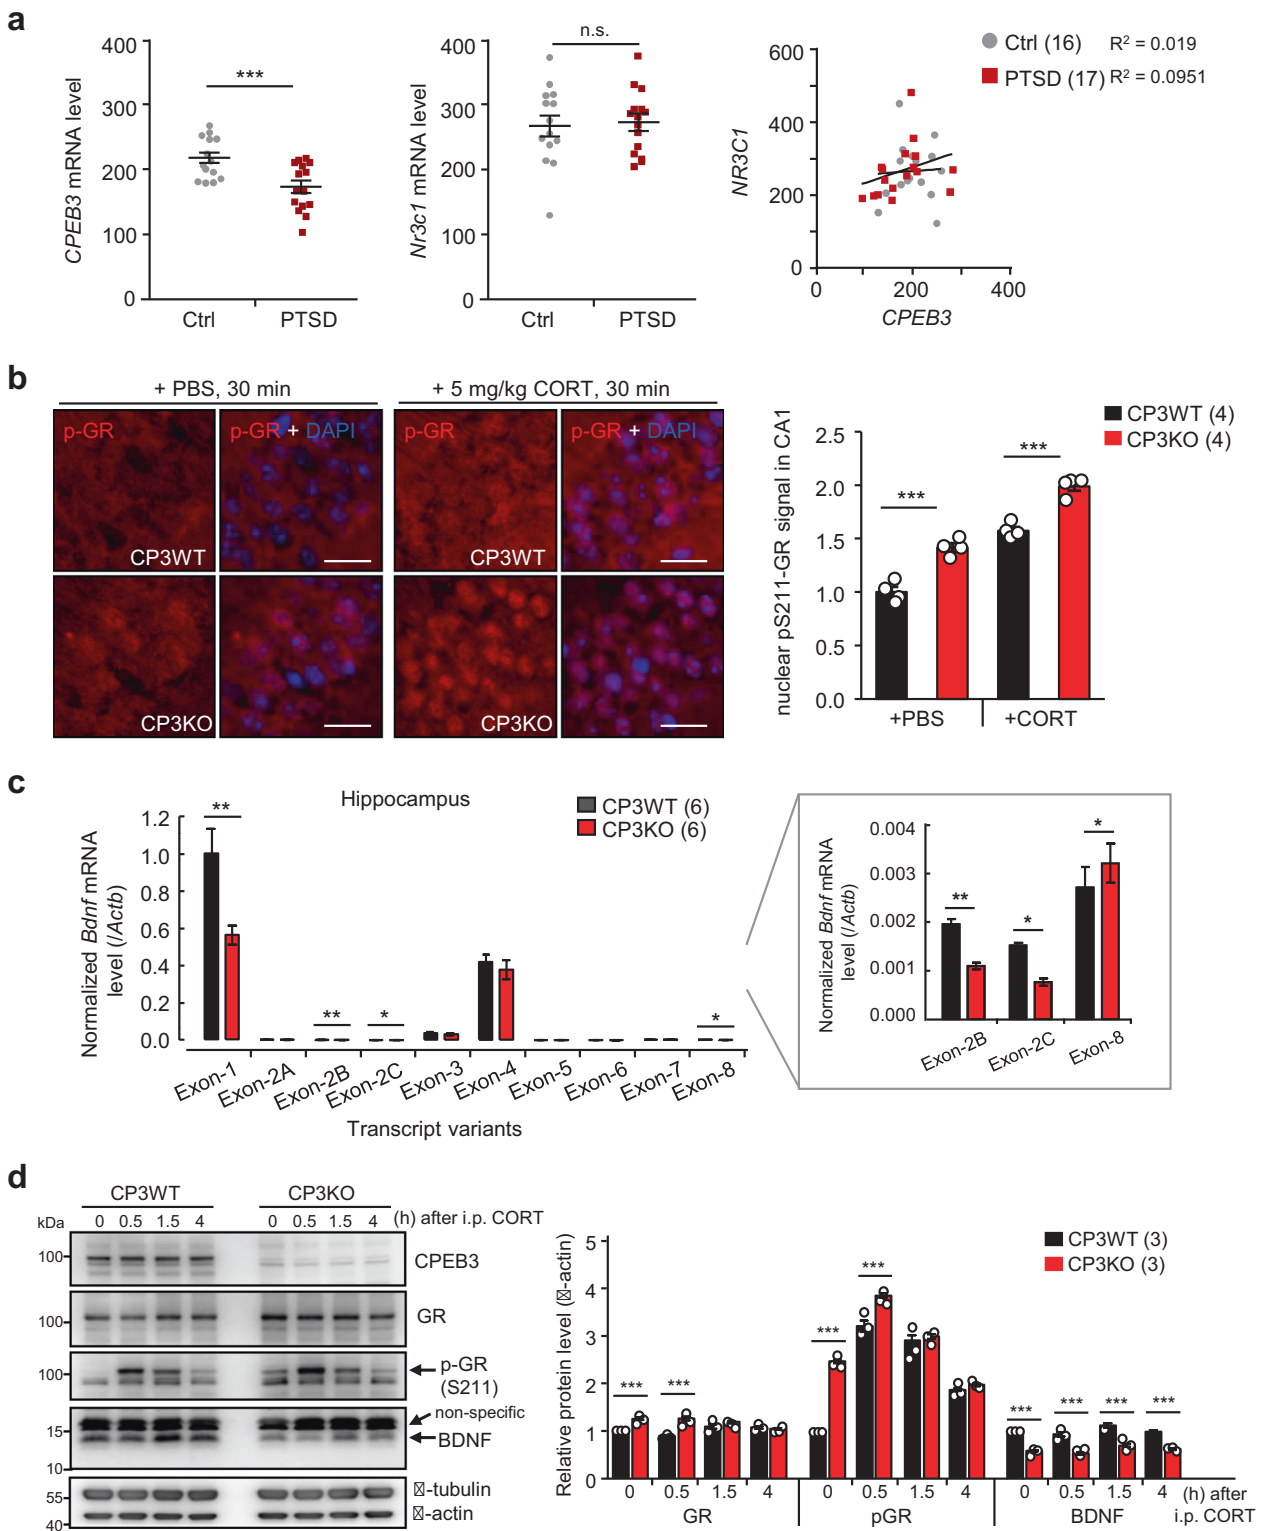 a
CPEB3 mRNA level
400
300
200
100
0
***
Ctrl
PTSD
Nr3c1 mRNA level
400
300
200
100
0
n.s.
Ctrl
PTSD
NR3C1
600
400
200
0
0
200
400
CPEB3
Ctrl (16) R² = 0.019
PTSD (17) R² = 0.0951
b
+ PBS, 30 min
+ 5 mg/kg CORT, 30 min
p-GR
p-GR + DAPI
p-GR
p-GR + DAPI
CP3WT
CP3WT
CP3KO
CP3KO
nuclear pS211-GR signal in CA1
2.5
2.0
1.5
1.0
0.5
0.0
***
***
+PBS
+CORT
CP3WT (4)
CP3KO (4)
c
Hippocampus
CP3WT (6)
CP3KO (6)
Normalized Bdnf mRNA
level (/Actb)
1.2
1.0
0.8
0.6
0.4
0.2
0.0
**
**
*
*
Exon-1
Exon-2A
Exon-2B
Exon-2C
Exon-3
Exon-4
Exon-5
Exon-6
Exon-7
Exon-8
Transcript variants
Normalized Bdnf mRNA
level (/Actb)
0.004
0.003
0.002
0.001
0.000
**
*
*
Exon-2B
Exon-2C
Exon-8
d
CP3WT
CP3KO
kDa
0 0.5 1.5 4
0 0.5 1.5 4
(h) after i.p. CORT
100
CPEB3
100
GR
100
p-GR
(S211)
non-specific
15
BDNF
10
55
-tubulin
-actin
40
Relative protein level (-actin)
5
4
3
2
1
0
CP3WT (3)
CP3KO (3)
***
***
***
***
***
***
***
***
0 0.5 1.5 4
0 0.5 1.5 4
0 0.5 1.5 4
(h) after
i.p. CORT
GR
pGR
BDNF